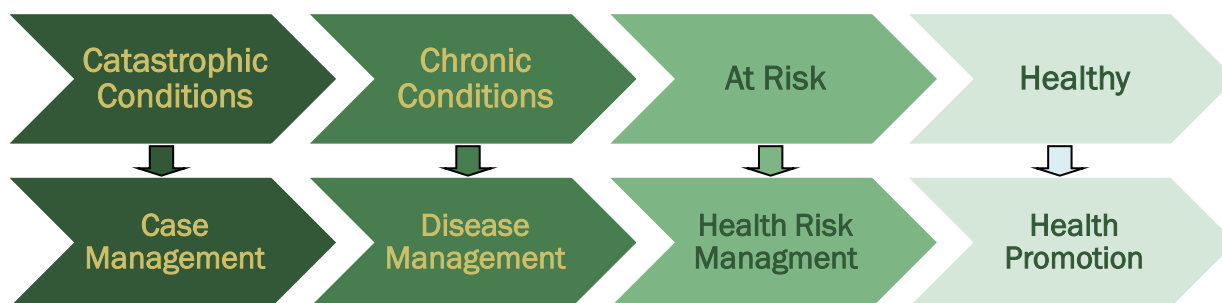 Catastrophic
Conditions
Chronic
Conditions
At Risk
Healthy
Case
Management
Disease
Management
Health Risk
Managment
Health
Promotion